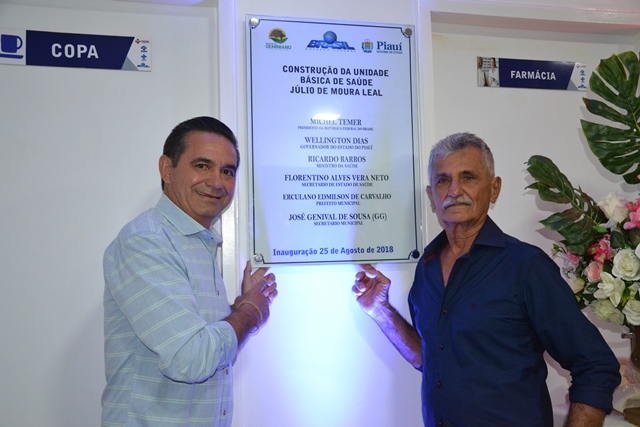 COPA
BRASIL
Piauí
CONSTRUÇÃO DA UNIDADE
BÁSICA DE SAÚDE
JÚLIO DE MOURA LEAL
MICHEL TEMER
PRESIDENTE DA REPÚBLICA FEDERAL DO BRASIL
WELLINGTON DIAS
GOVERNADOR DO ESTADO DO PIAUÍ
RICARDO BARROS
MINISTRO DA SAÚDE
FLORENTINO ALVES VERA NETO
SECRETARIO DE ESTADO DE SAÚDE
ERCULANO EDMILSON DE CARVALHO
PREFEITO MUNICIPAL
JOSÉ GENIVAL DE SOUSA (GG)
SECRETARIO MUNICIPAL
Inauguração 25 de Agosto de 2018
FARMÁCIA